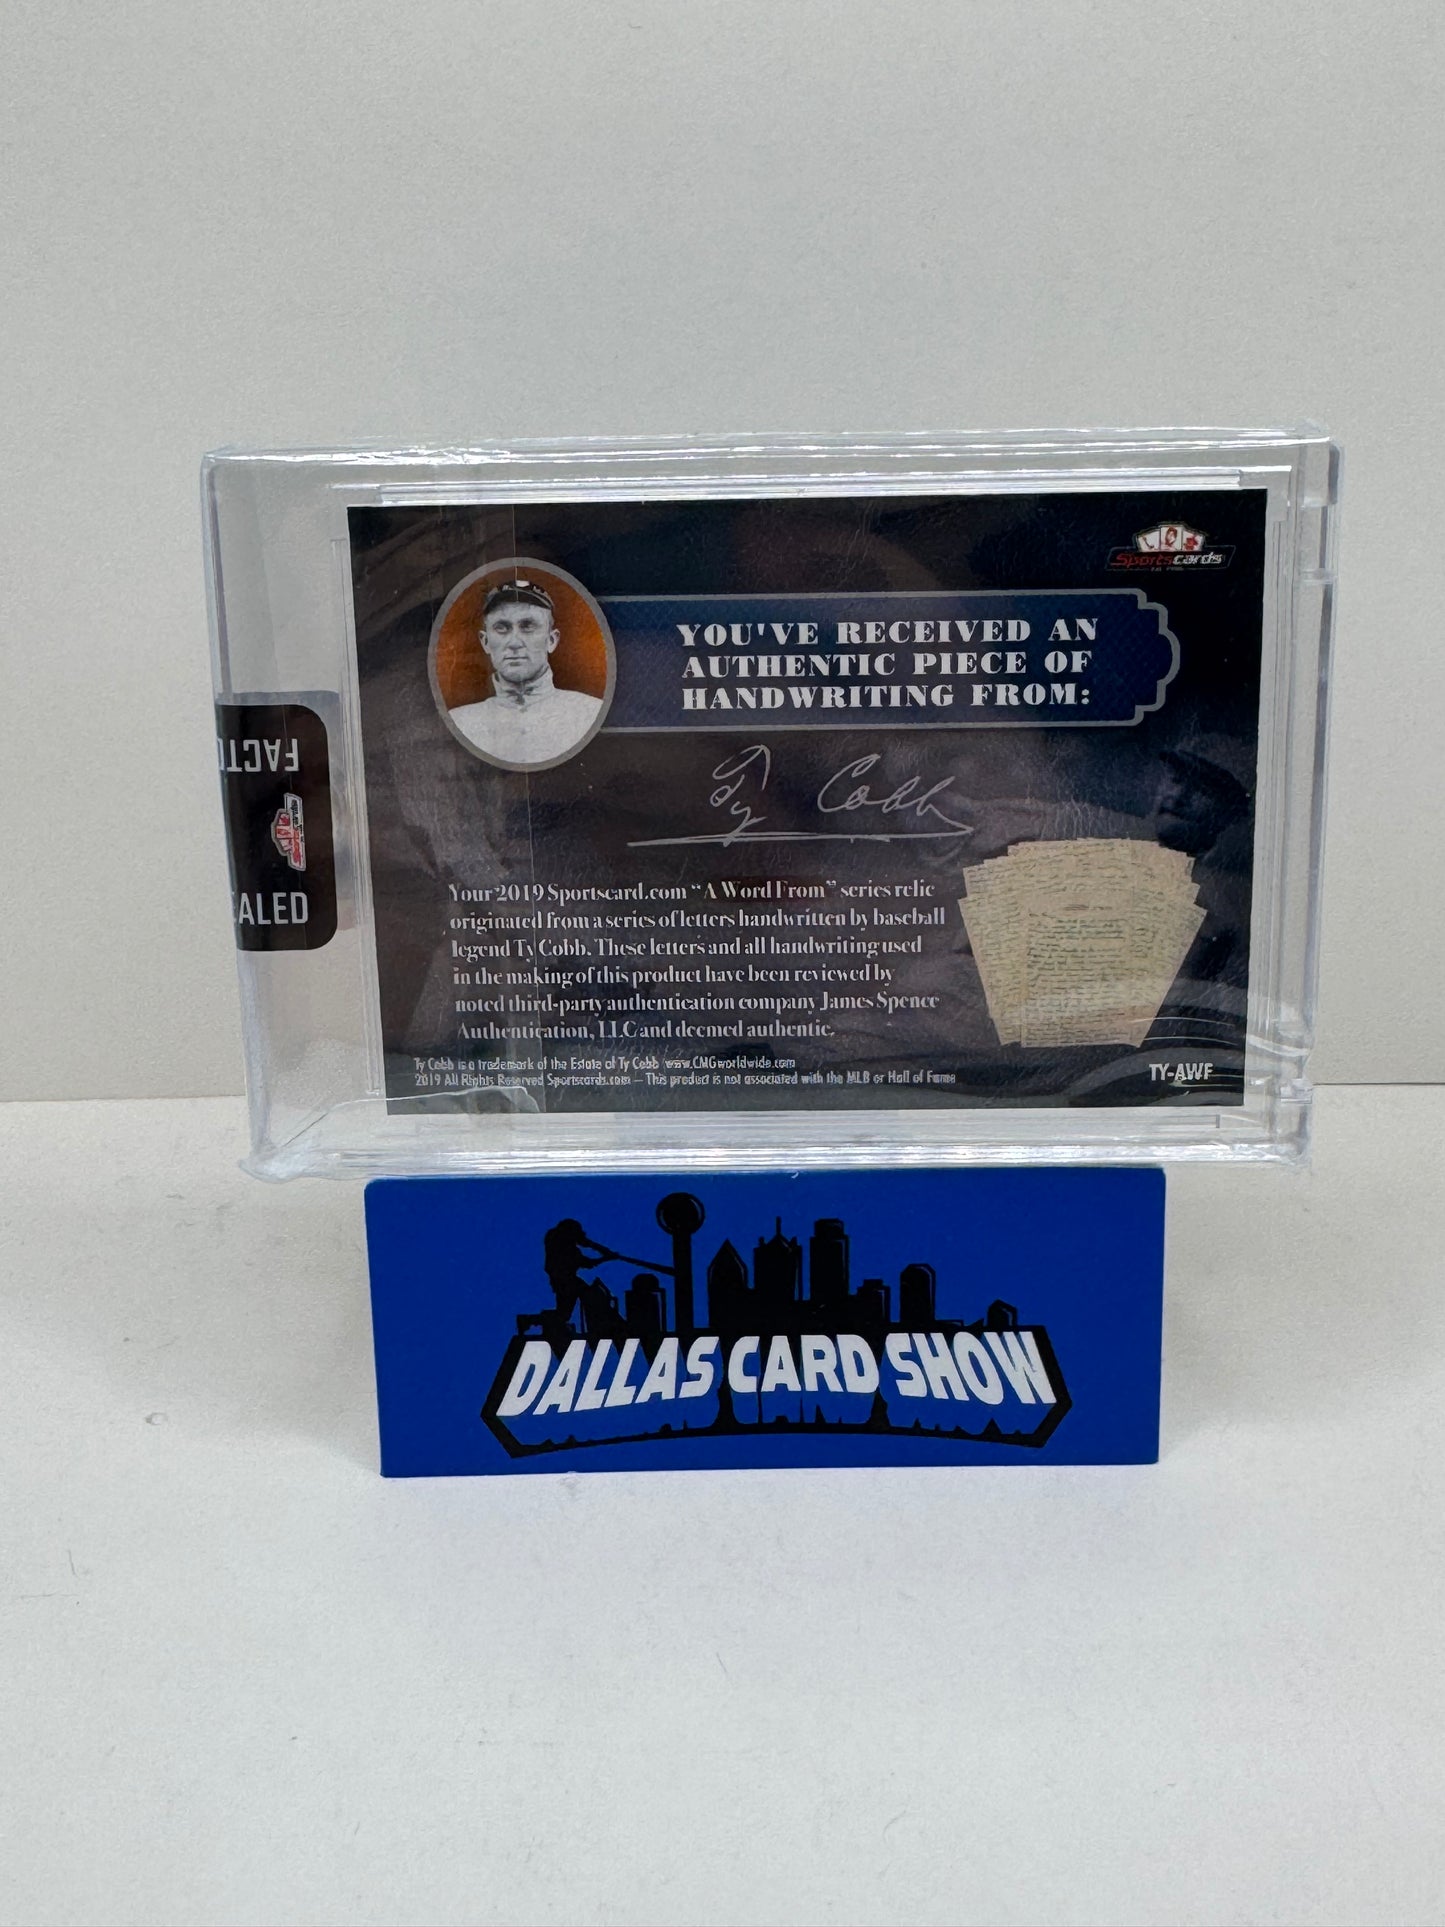 Sportscards
YOU'VE RECEIVED AN
AUTHENTIC PIECE OF
HANDWRITING FROM:
Ty Cobb
FACTO
EALED
Your 2019 Sportscard.com “A Word From” series relic
originated from a series of letters handwritten by baseball
legend Ty Cobb. These letters and all handwriting used
in the making of this product have been reviewed by
noted third-party authentication company James Spence
Authentication, LLC and deemed authentic.
Ty Cobb is a trademark of the Estate of Ty Cobb www.CMGworldwide.com
2019 All Rights Reserved Sportscards.com — This product is not associated with the MLB or Hall of Fame
TY-AWF
DALLAS CARD SHOW